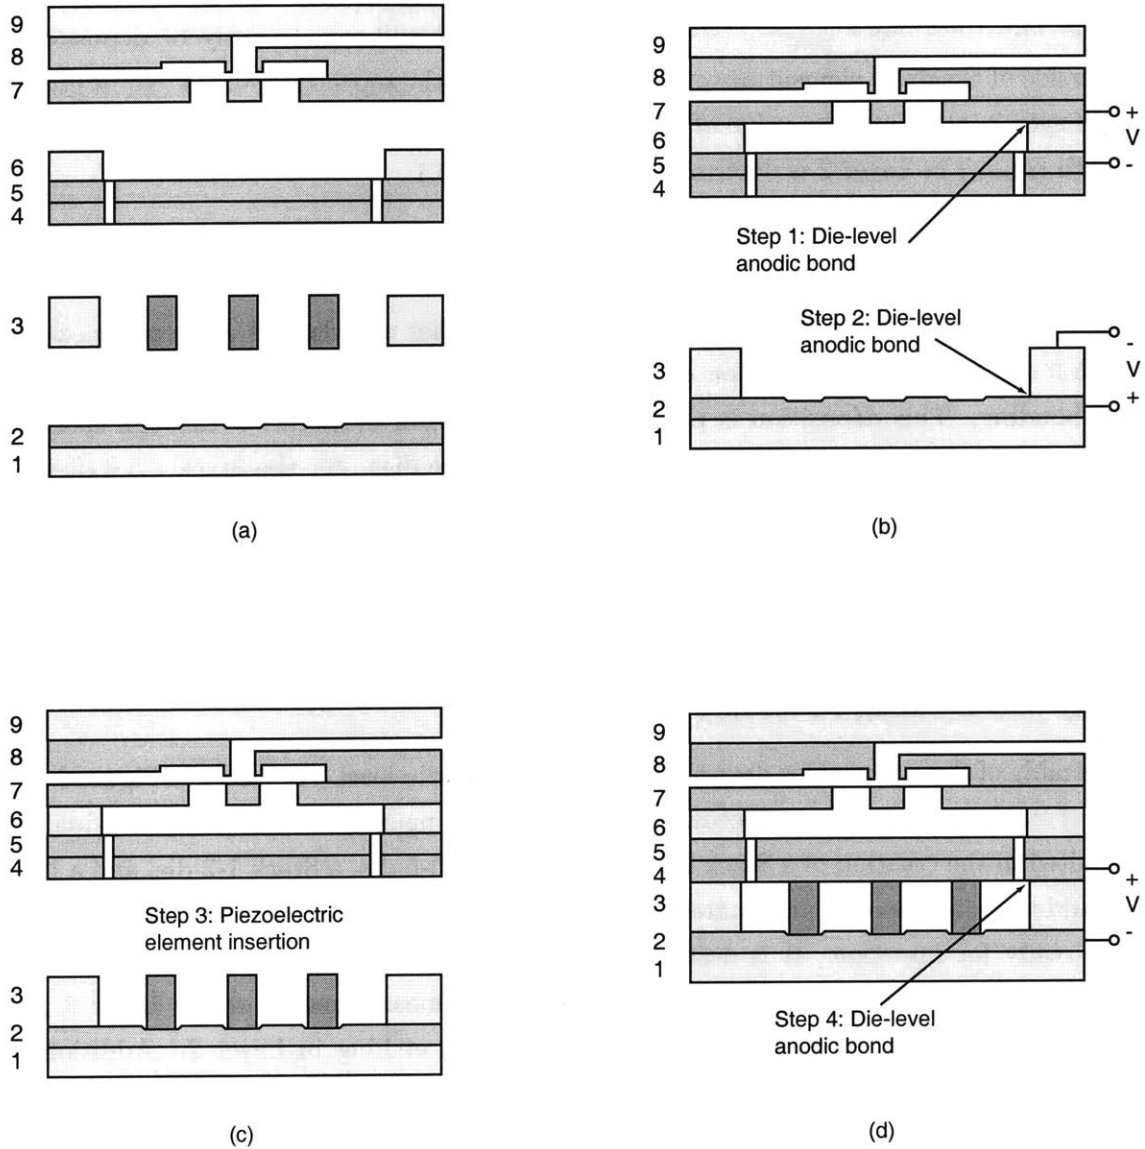 9
8
7
6
5
4
3
2
1
(a)
9
8
7
6
5
4
+
V
-
Step 1: Die-level
anodic bond
Step 2: Die-level
anodic bond
3
2
1
-
V
+
(b)
9
8
7
6
5
4
Step 3: Piezoelectric
element insertion
3
2
1
(c)
9
8
7
6
5
4
3
2
1
+
V
-
Step 4: Die-level
anodic bond
(d)